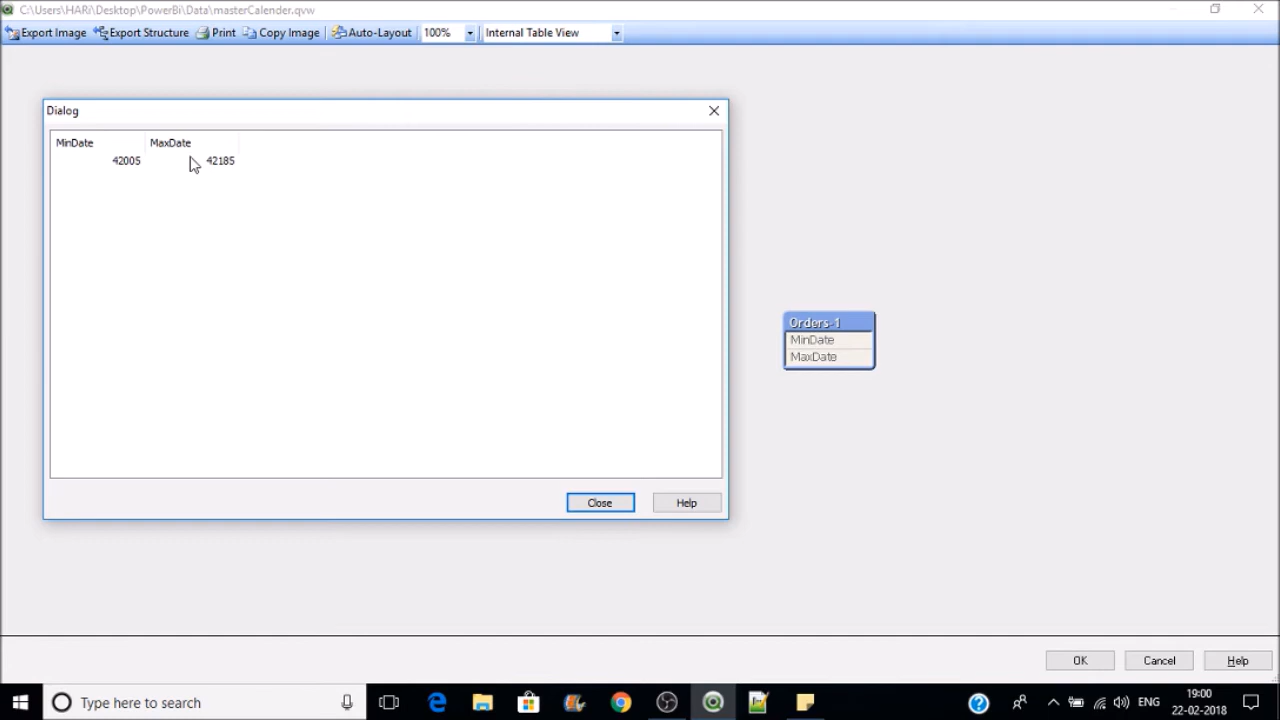 C:\Users\HARi\Desktop\PowerBi\Data\masterCalender.qvw
Export Image Export Structure Print Copy Image Auto-Layout 100% Internal Table View
Dialog
MinDate MaxDate
42005 42185
Close Help
Orders-1
MinDate
MaxDate
OK Cancel Help
Type here to search
ENG
19:00
22-02-2018